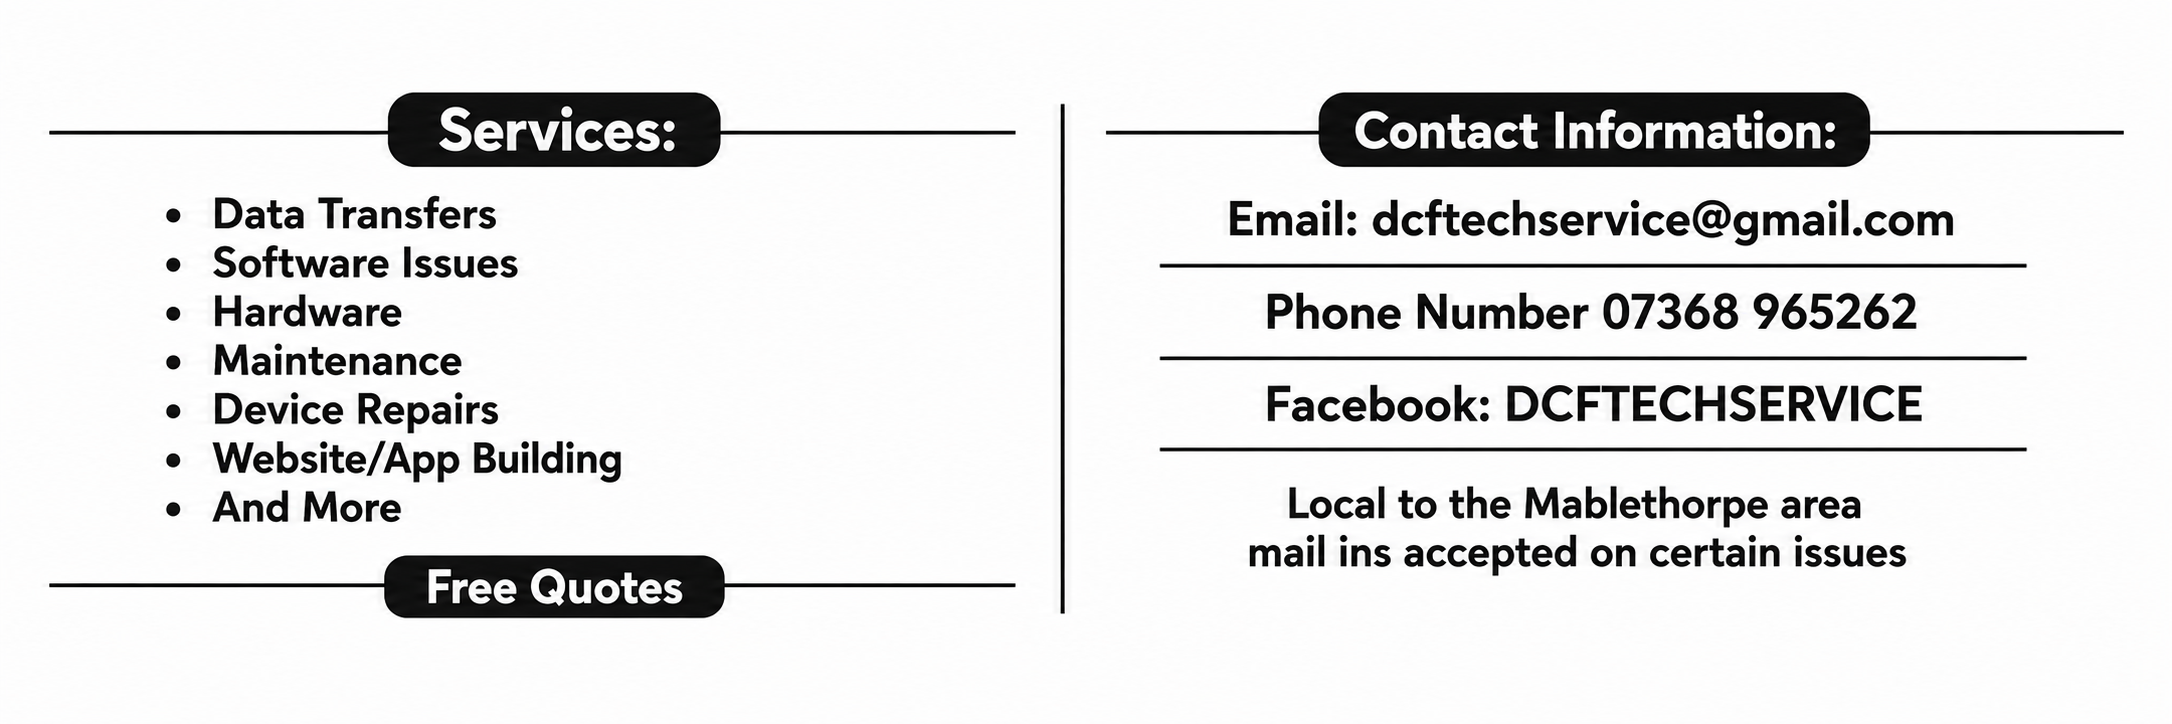 Services:
• Data Transfers
• Software Issues
• Hardware
• Maintenance
• Device Repairs
• Website/App Building
• And More
Free Quotes
Contact Information:
Email: dcftechservice@gmail.com
Phone Number 07368 965262
Facebook: DCFTECHSERVICE
Local to the Mablethorpe area
mail ins accepted on certain issues